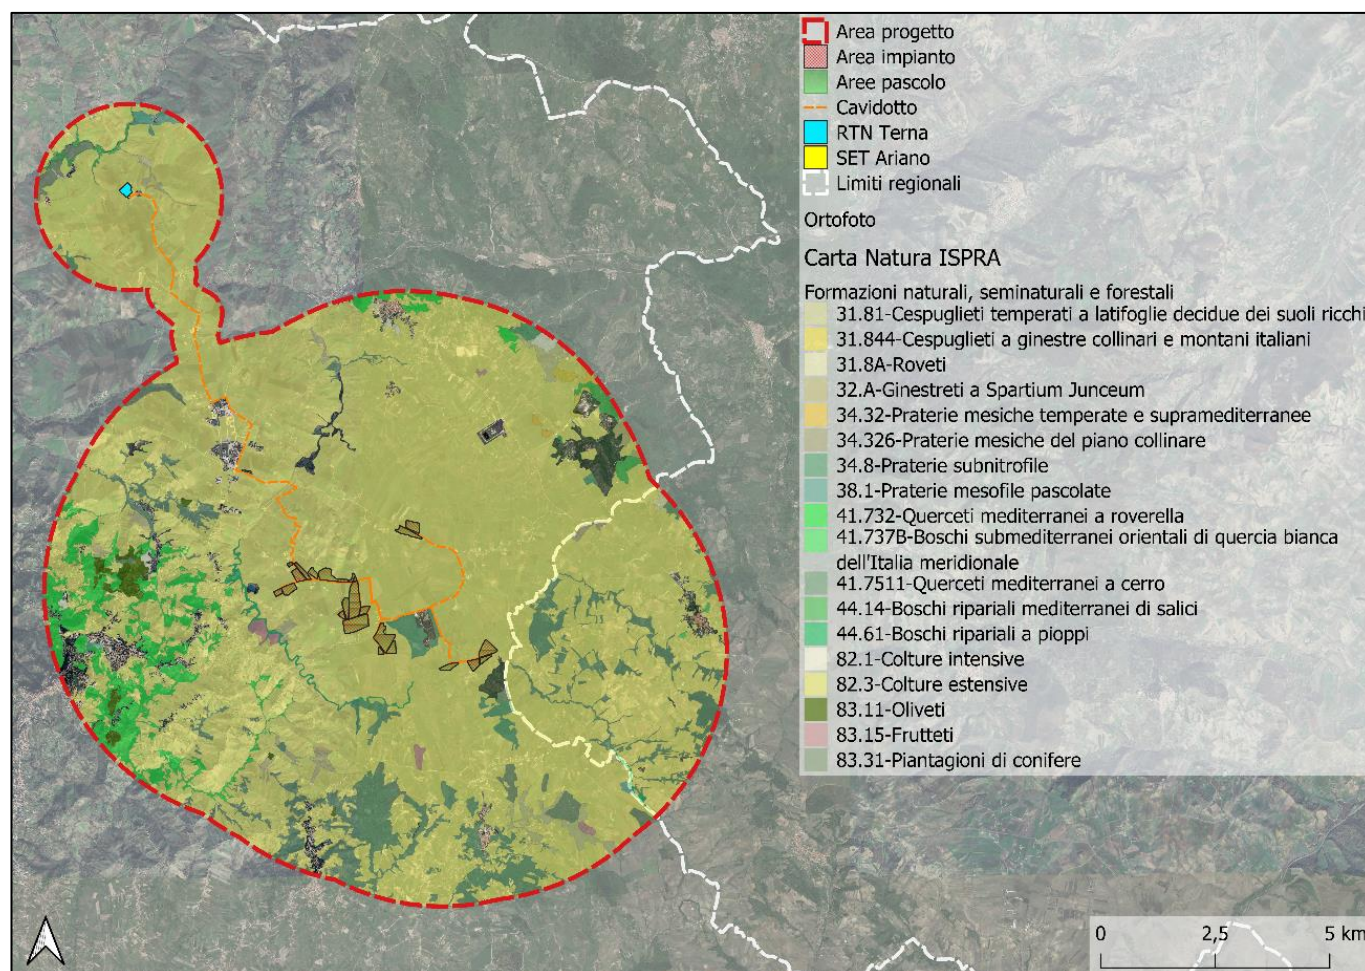 Area progetto
Area impianto
Aree pascolo
Cavidotto
RTN Terna
SET Ariano
Limiti regionali
Ortofoto
Carta Natura ISPRA
Formazioni naturali, seminaturali e forestali
31.81-Cespuglieti temperati a latifoglie decidue dei suoli ricchi
31.844-Cespuglieti a ginestre collinari e montani italiani
31.8A-Roveti
32.A-Ginestreti a Spartium Junceum
34.32-Praterie mesiche temperate e supramediterranee
34.326-Praterie mesiche del piano collinare
34.8-Praterie subnitrofile
38.1-Praterie mesofile pascolate
41.732-Querceti mediterranei a roverella
41.737B-Boschi submediterranei orientali di quercia bianca
dell'Italia meridionale
41.7511-Querceti mediterranei a cerro
44.14-Boschi ripariali mediterranei di salici
44.61-Boschi ripariali a pioppi
82.1-Colture intensive
82.3-Colture estensive
83.11-Oliveti
83.15-Frutteti
83.31-Piantagioni di conifere
0 2,5 5 km